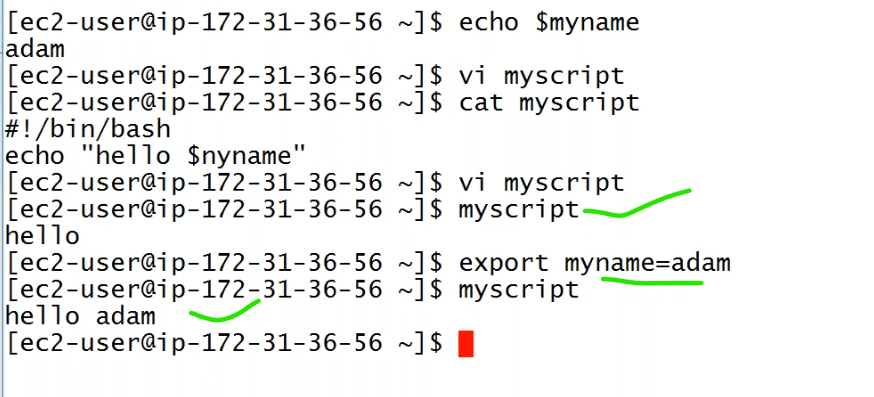 [ec2-user@ip-172-31-36-56 ~]$ echo $myname
adam
[ec2-user@ip-172-31-36-56 ~]$ vi myscript
[ec2-user@ip-172-31-36-56 ~]$ cat myscript
#!/bin/bash
echo "hello $nyname"
[ec2-user@ip-172-31-36-56 ~]$ vi myscript
[ec2-user@ip-172-31-36-56 ~]$ myscript
hello
[ec2-user@ip-172-31-36-56 ~]$ export myname=adam
[ec2-user@ip-172-31-36-56 ~]$ myscript
hello adam
[ec2-user@ip-172-31-36-56 ~]$